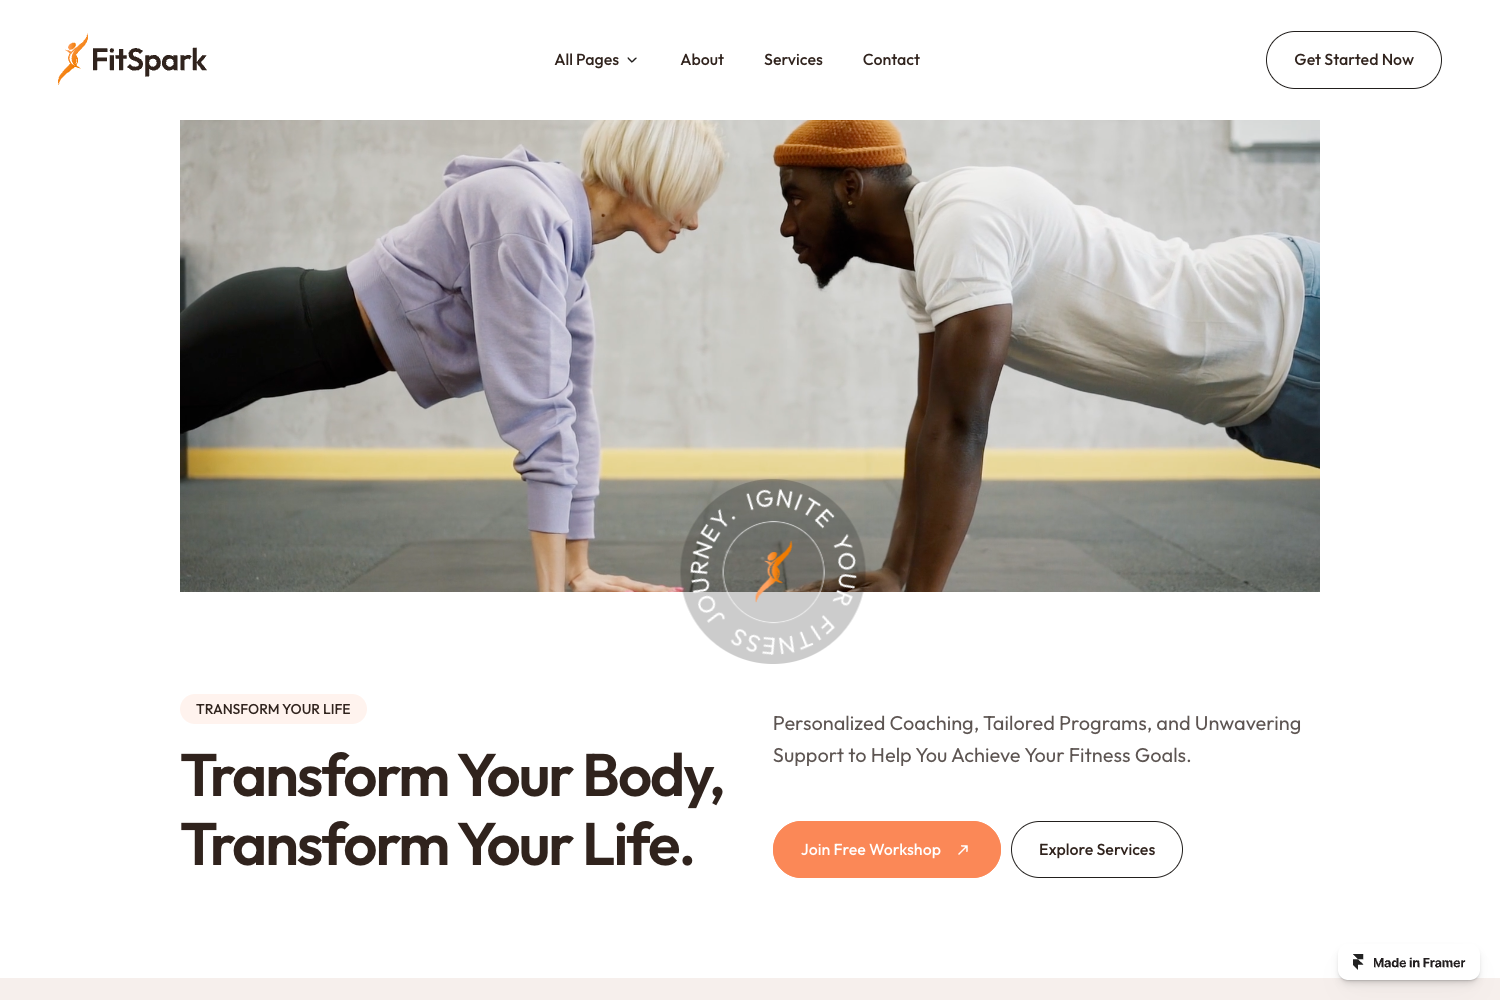 FitSpark
All Pages
About
Services
Contact
Get Started Now
IGNITE YOUR FITNESS JOURNEY.
TRANSFORM YOUR LIFE
Transform Your Body,
Transform Your Life.
Personalized Coaching, Tailored Programs, and Unwavering
Support to Help You Achieve Your Fitness Goals.
Join Free Workshop
Explore Services
Made in Framer